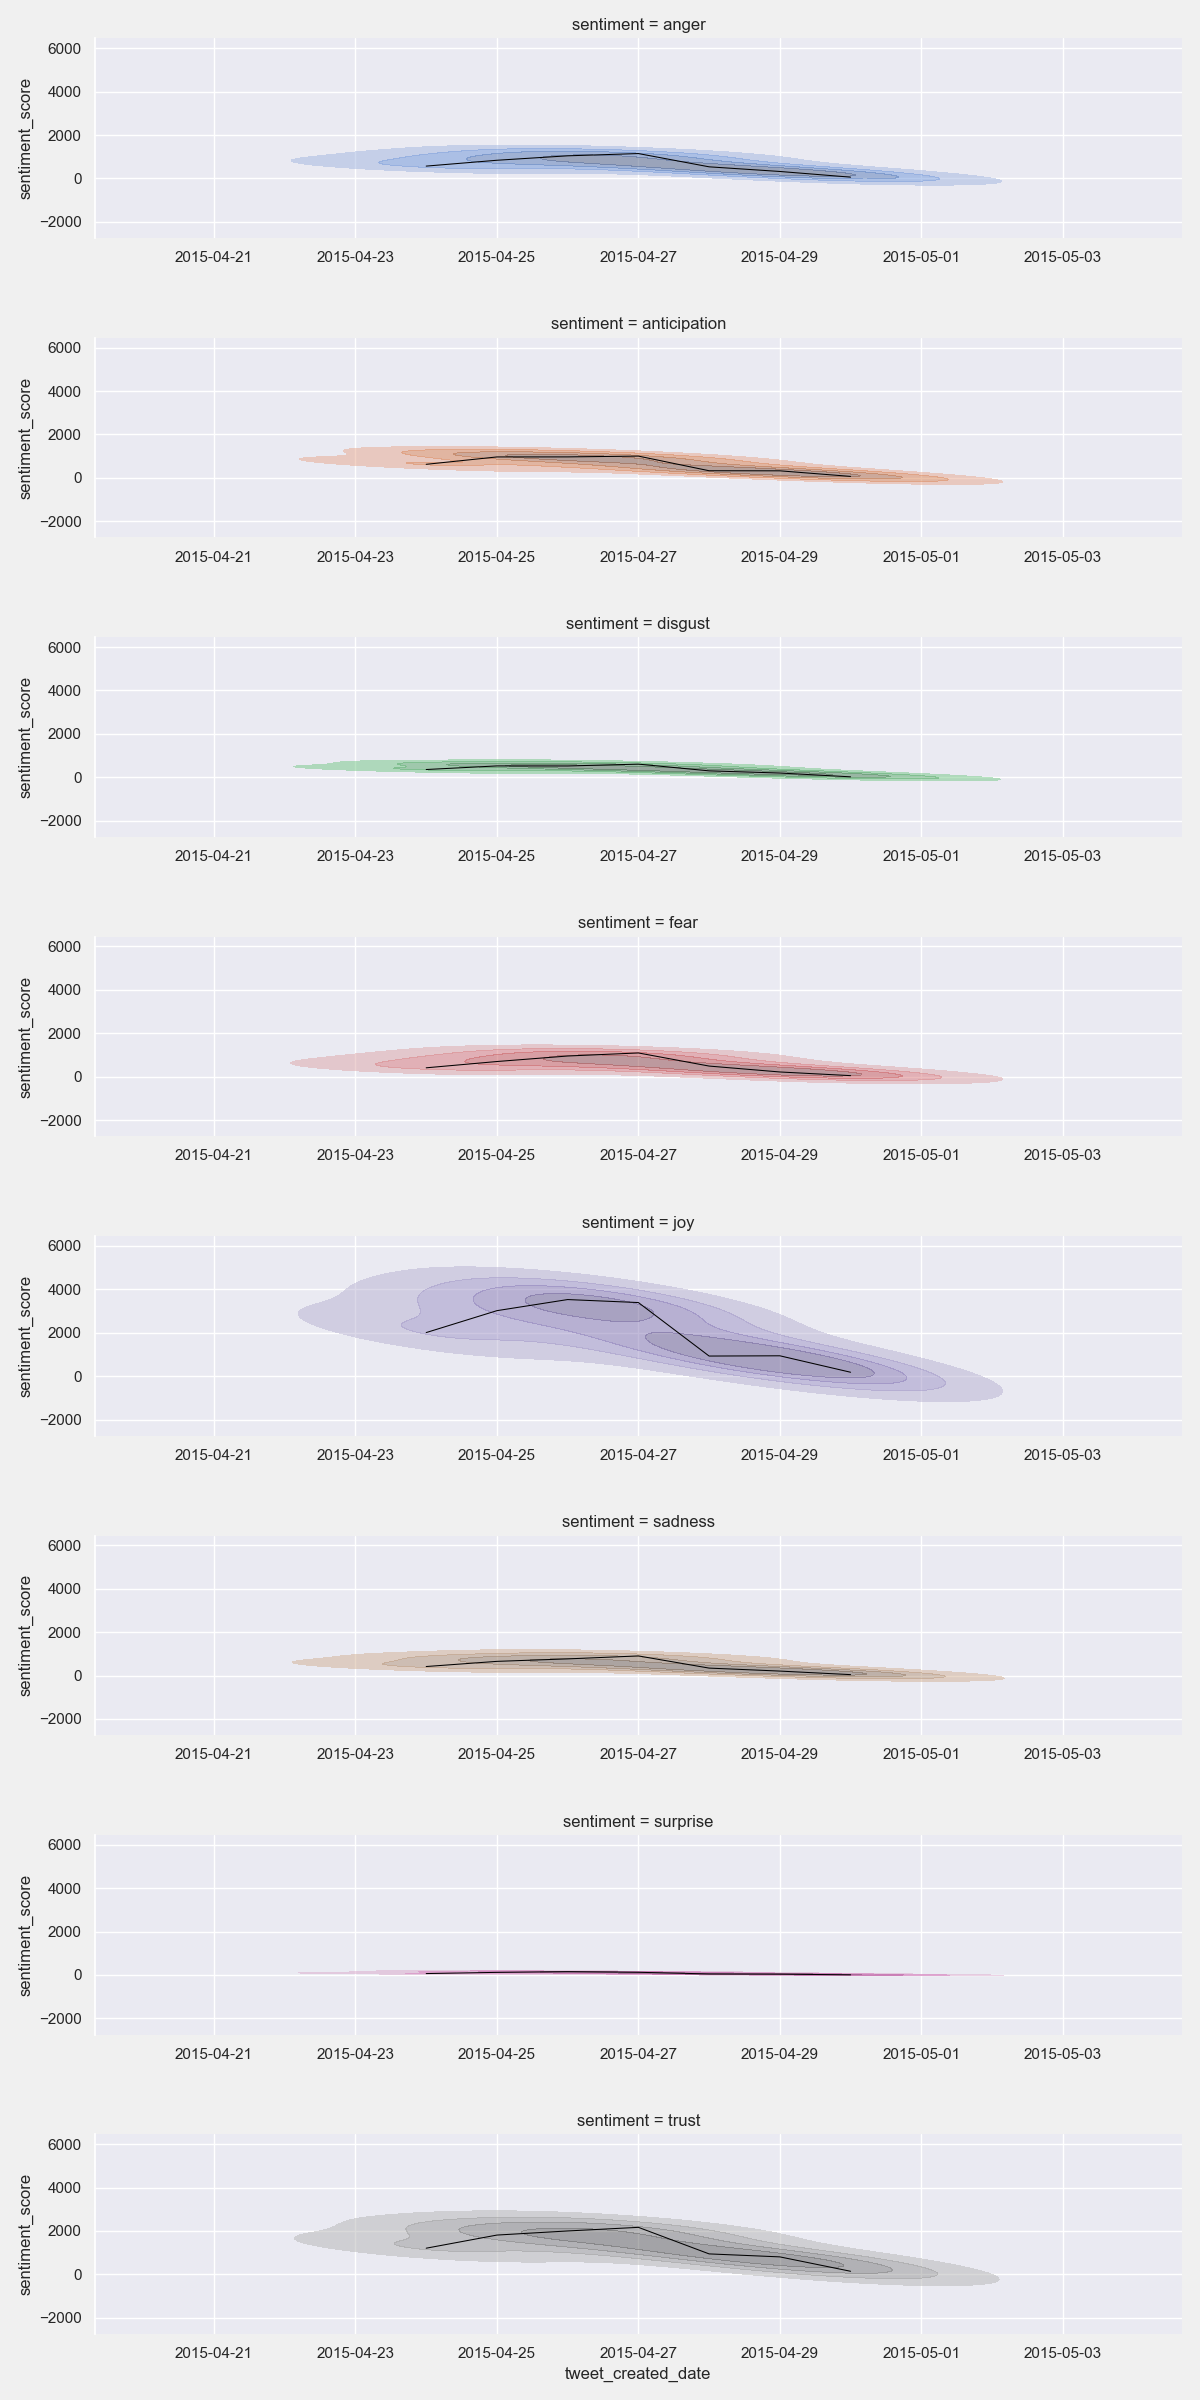 sentiment = anger
6000
4000
2000
0
−2000
sentiment_score
2015-04-21 2015-04-23 2015-04-25 2015-04-27 2015-04-29 2015-05-01 2015-05-03
sentiment = anticipation
6000
4000
2000
0
−2000
sentiment_score
2015-04-21 2015-04-23 2015-04-25 2015-04-27 2015-04-29 2015-05-01 2015-05-03
sentiment = disgust
6000
4000
2000
0
−2000
sentiment_score
2015-04-21 2015-04-23 2015-04-25 2015-04-27 2015-04-29 2015-05-01 2015-05-03
sentiment = fear
6000
4000
2000
0
−2000
sentiment_score
2015-04-21 2015-04-23 2015-04-25 2015-04-27 2015-04-29 2015-05-01 2015-05-03
sentiment = joy
6000
4000
2000
0
−2000
sentiment_score
2015-04-21 2015-04-23 2015-04-25 2015-04-27 2015-04-29 2015-05-01 2015-05-03
sentiment = sadness
6000
4000
2000
0
−2000
sentiment_score
2015-04-21 2015-04-23 2015-04-25 2015-04-27 2015-04-29 2015-05-01 2015-05-03
sentiment = surprise
6000
4000
2000
0
−2000
sentiment_score
2015-04-21 2015-04-23 2015-04-25 2015-04-27 2015-04-29 2015-05-01 2015-05-03
sentiment = trust
6000
4000
2000
0
−2000
sentiment_score
2015-04-21 2015-04-23 2015-04-25 2015-04-27 2015-04-29 2015-05-01 2015-05-03
tweet_created_date